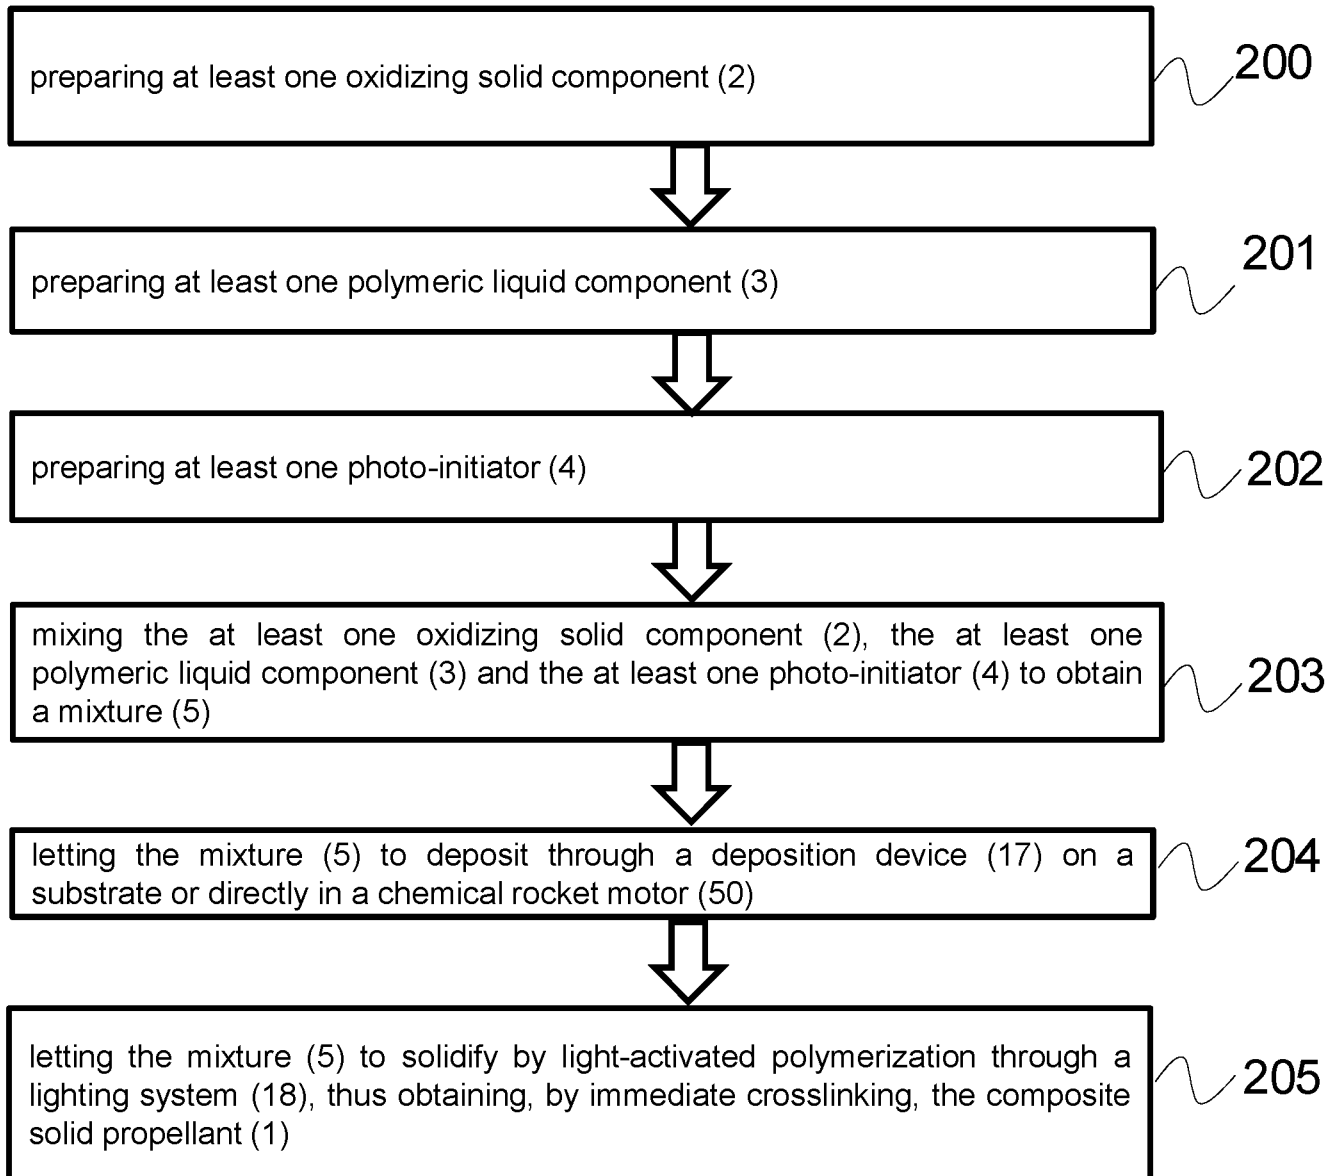 preparing at least one oxidizing solid component (2)
200
preparing at least one polymeric liquid component (3)
201
preparing at least one photo-initiator (4)
202
mixing the at least one oxidizing solid component (2), the at least one
polymeric liquid component (3) and the at least one photo-initiator (4) to obtain
a mixture (5)
203
letting the mixture (5) to deposit through a deposition device (17) on a
substrate or directly in a chemical rocket motor (50)
204
letting the mixture (5) to solidify by light-activated polymerization through a
lighting system (18), thus obtaining, by immediate crosslinking, the composite
solid propellant (1)
205